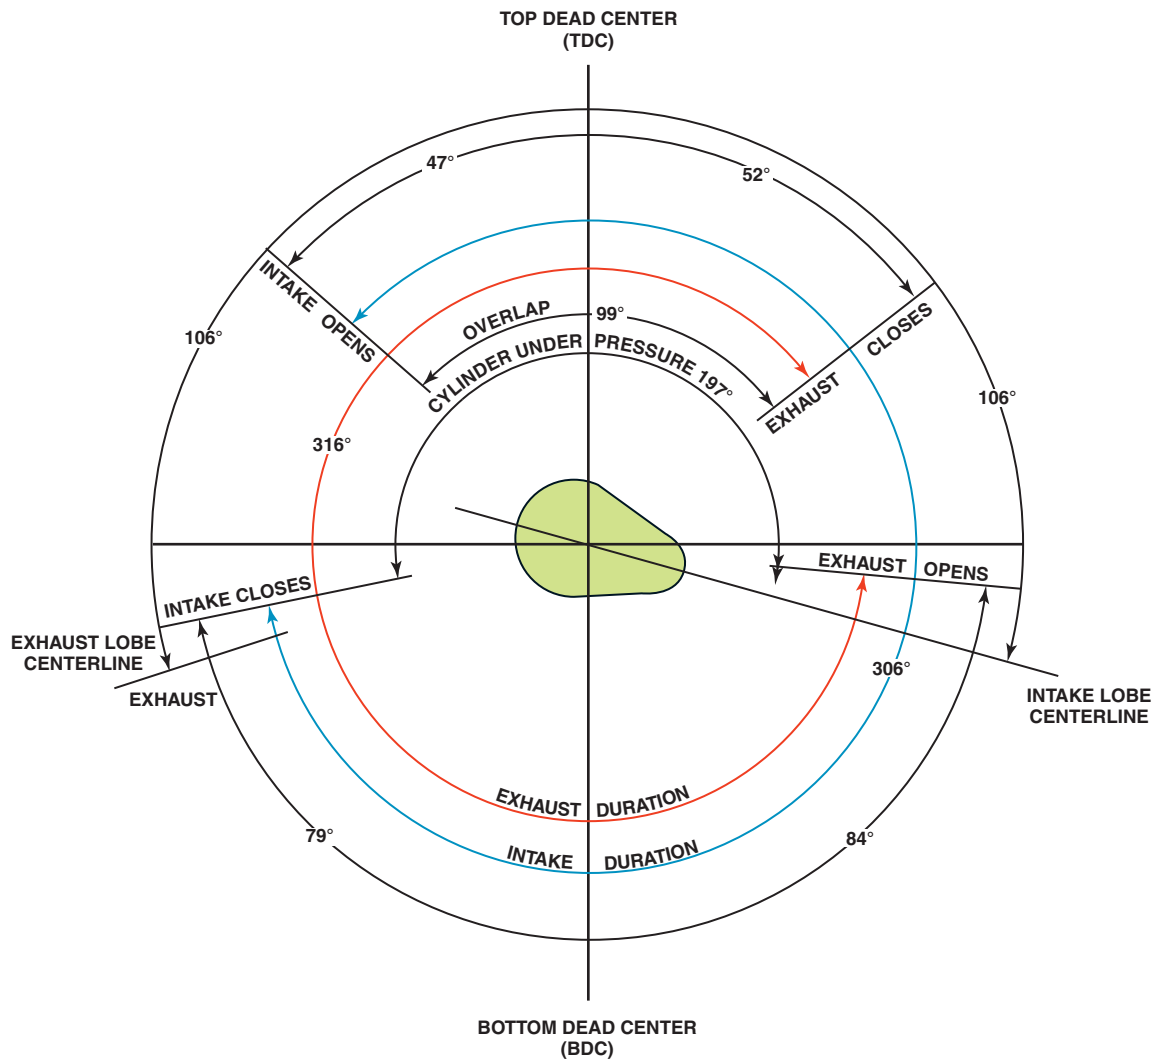 TOP DEAD CENTER
(TDC)
47°
52°
INTAKE OPENS
OVERLAP 99°
CYLINDER UNDER PRESSURE 197°
EXHAUST CLOSES
106°
106°
316°
EXHAUST OPENS
INTAKE CLOSES
EXHAUST LOBE
CENTERLINE
EXHAUST
306°
INTAKE LOBE
CENTERLINE
EXHAUST DURATION
79°
84°
INTAKE DURATION
BOTTOM DEAD CENTER
(BDC)